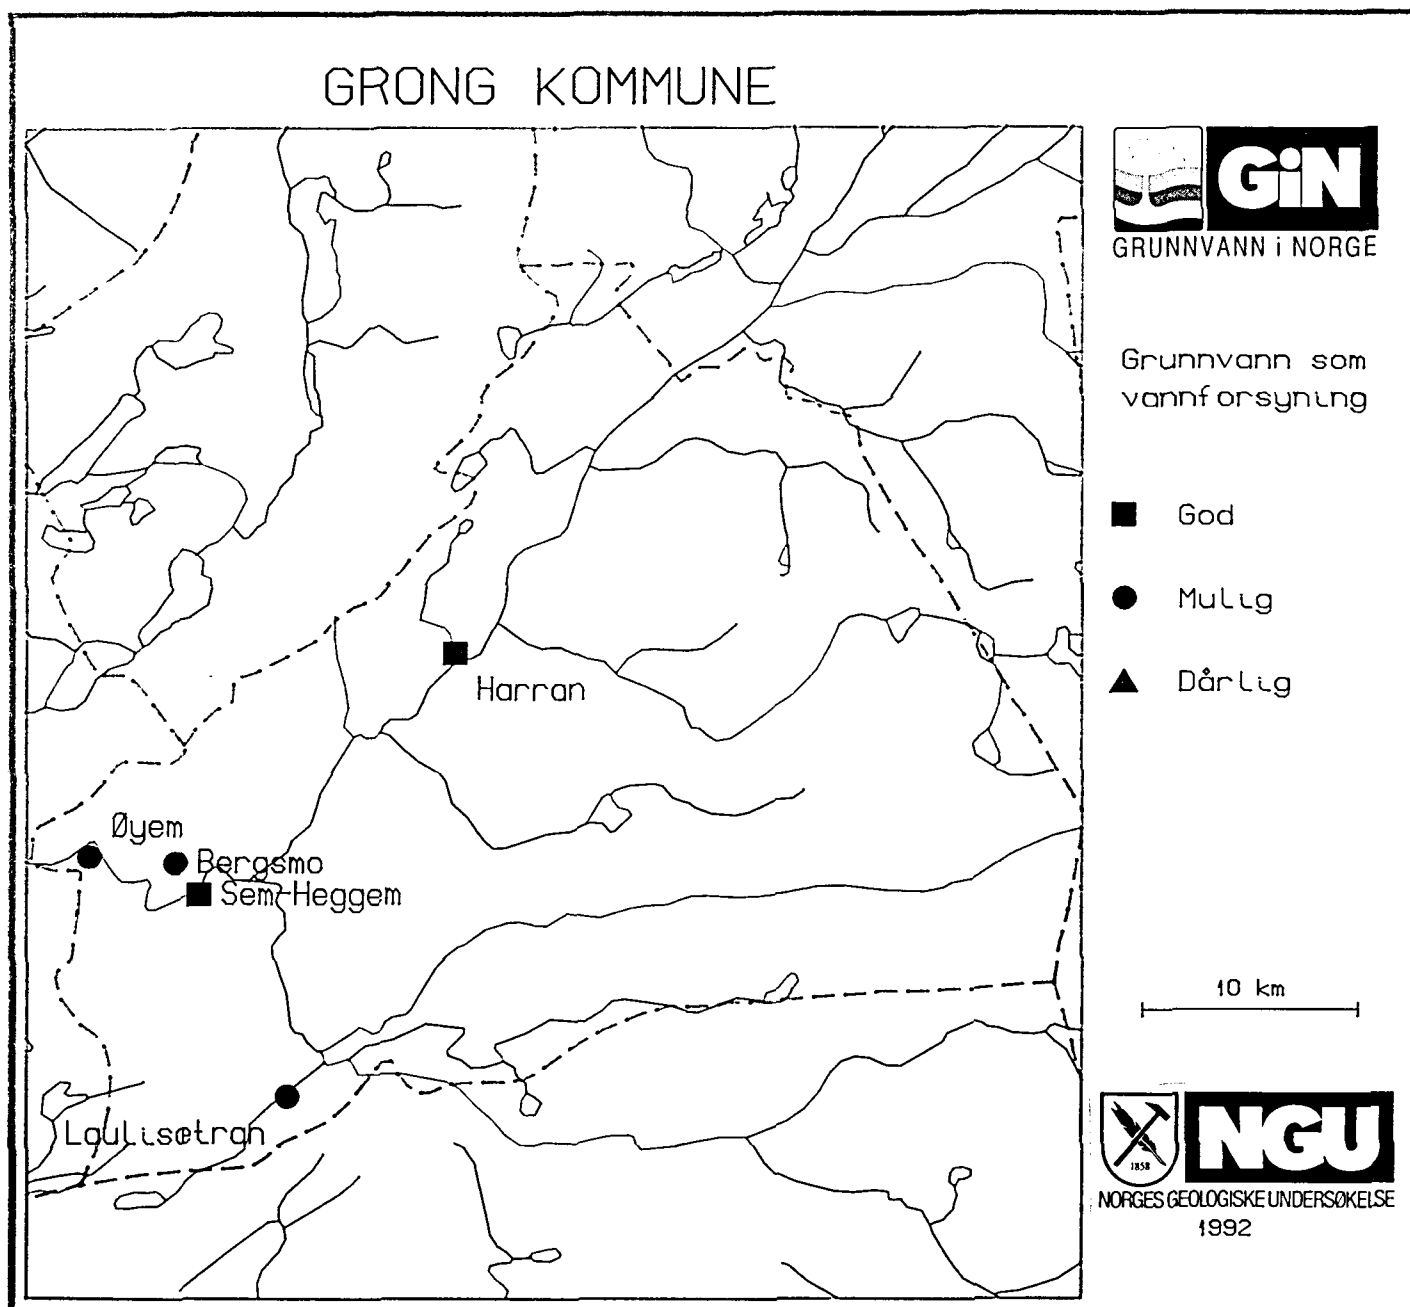 GRONG KOMMUNE
GiN
GRUNNVANN i NORGE
Grunnvann som
vannforsyning
God
Mulig
Dårlig
Harran
Øyem
Bergsmo
Sem-Heggem
Laulisetran
10 km
1858
NGU
NORGES GEOLOGISKE UNDERSØKELSE
1992